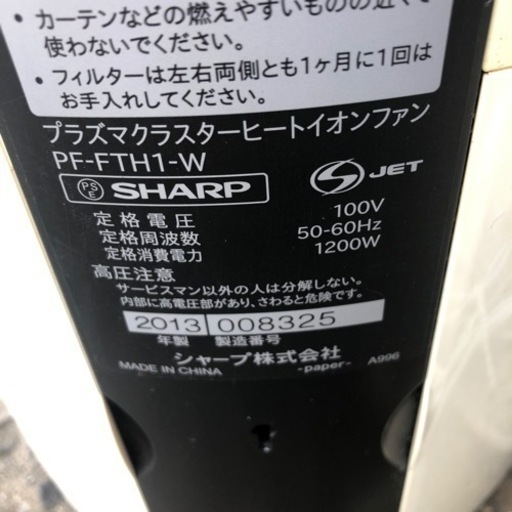 カーテンなどの燃えやすいものの近くで
使わないでください。
・フィルターは左右両側とも1ヶ月に1回は
お手入れしてください。
プラズマクラスターヒートイオンファン
PF-FTH1-W
PSE SHARP
S JET
定格電圧 100V
定格周波数 50-60Hz
定格消費電力 1200W
高圧注意
サービスマン以外の人は分解しない。
内部に高電圧部があり、さわると危険です。
2013 008325
年製 製造番号
シャープ株式会社
MADE IN CHINA -paper- A996